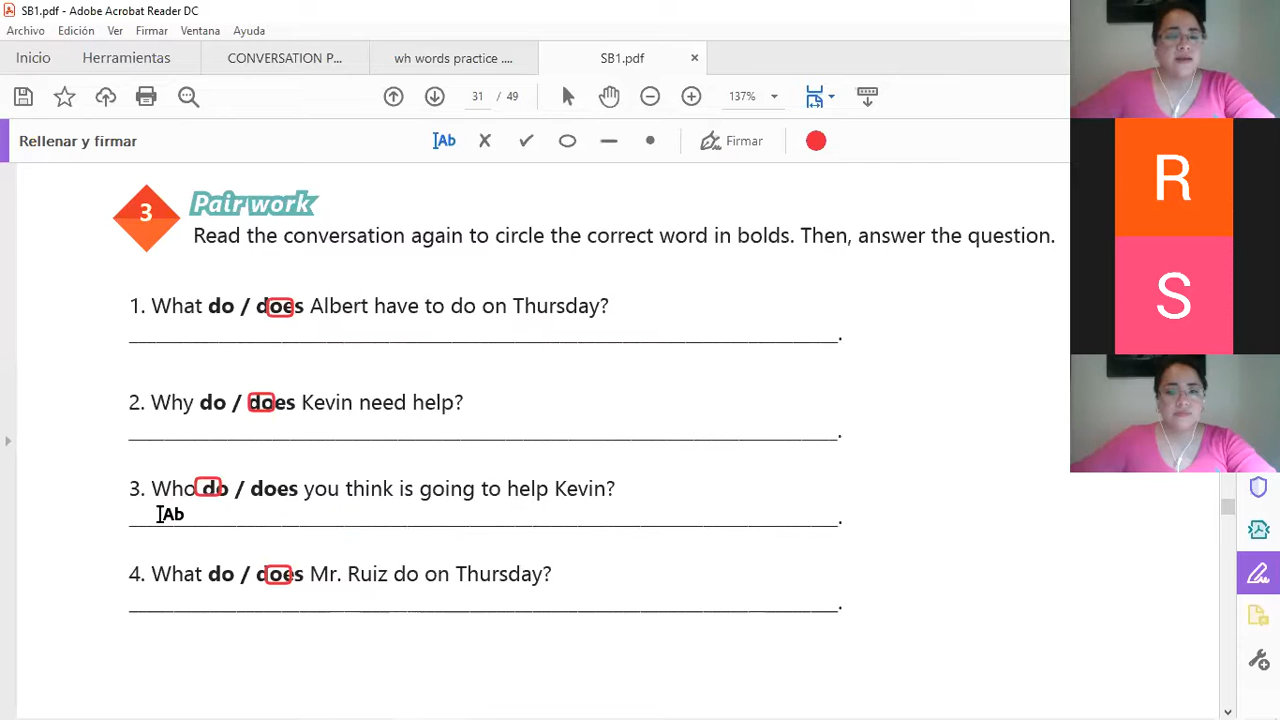 SB1.pdf - Adobe Acrobat Reader DC
Archivo Edición Ver Firmar Ventana Ayuda
Inicio Herramientas CONVERSATION P... wh words practice .... SB1.pdf ×
31 / 49 137%
Rellenar y firmar Ab Firmar
3 Pair work
Read the conversation again to circle the correct word in bolds. Then, answer the question.
1. What do / does Albert have to do on Thursday?
2. Why do / does Kevin need help?
3. Who do / does you think is going to help Kevin?
Ab
4. What do / does Mr. Ruiz do on Thursday?
R
S